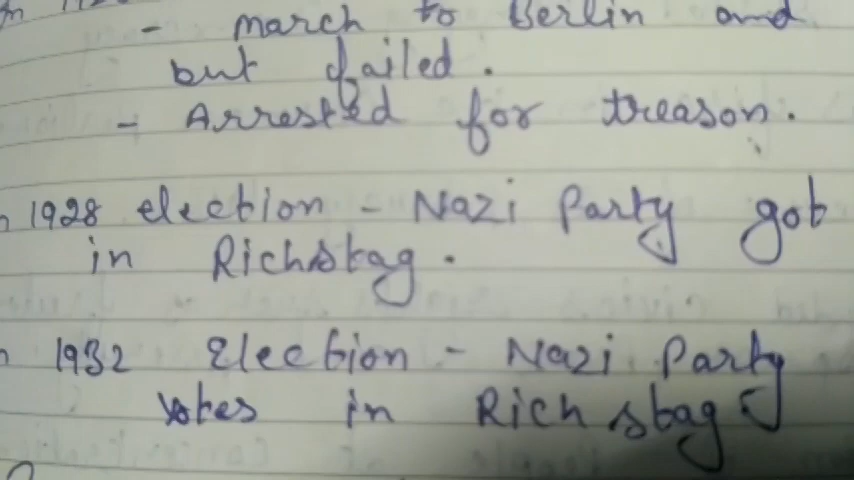 - march to Berlin and
but failed.
- Arrested for treason.
1928 election - Nazi Party got
in Richstag.
1932 Election - Nazi Party
Votes in Richstag